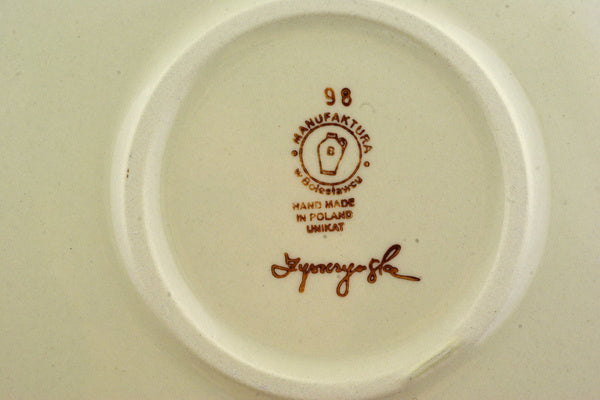 98
MANUFAKTURA
B
w Bolesławcu
HAND MADE
IN POLAND
UNIKAT